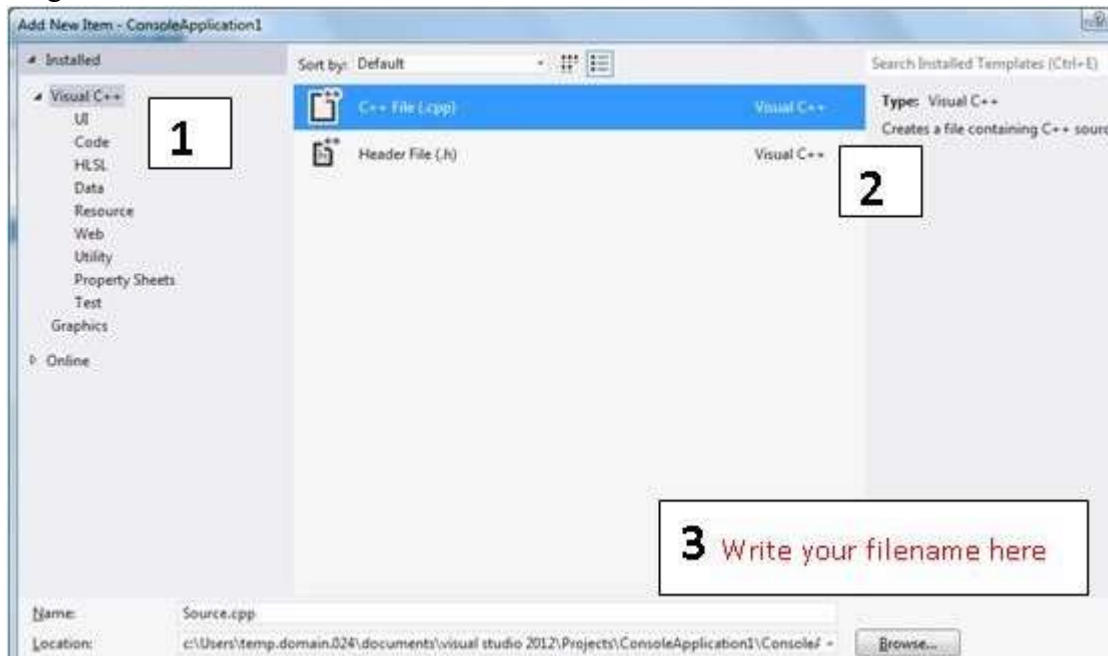 Add New Item - ConsoleApplication1
Installed
Sort by: Default
Search Installed Templates (Ctrl+E)
Visual C++
UI
Code
HLSL
Data
Resource
Web
Utility
Property Sheets
Test
Graphics
Online
1
C++ File (.cpp) Visual C++
Header File (.h) Visual C++
Type: Visual C++
Creates a file containing C++ sourc
2
3 Write your filename here
Name: Source.cpp
Location: c:\Users\temp.domain.024\documents\visual studio 2012\Projects\ConsoleApplication1\Console
Browse...